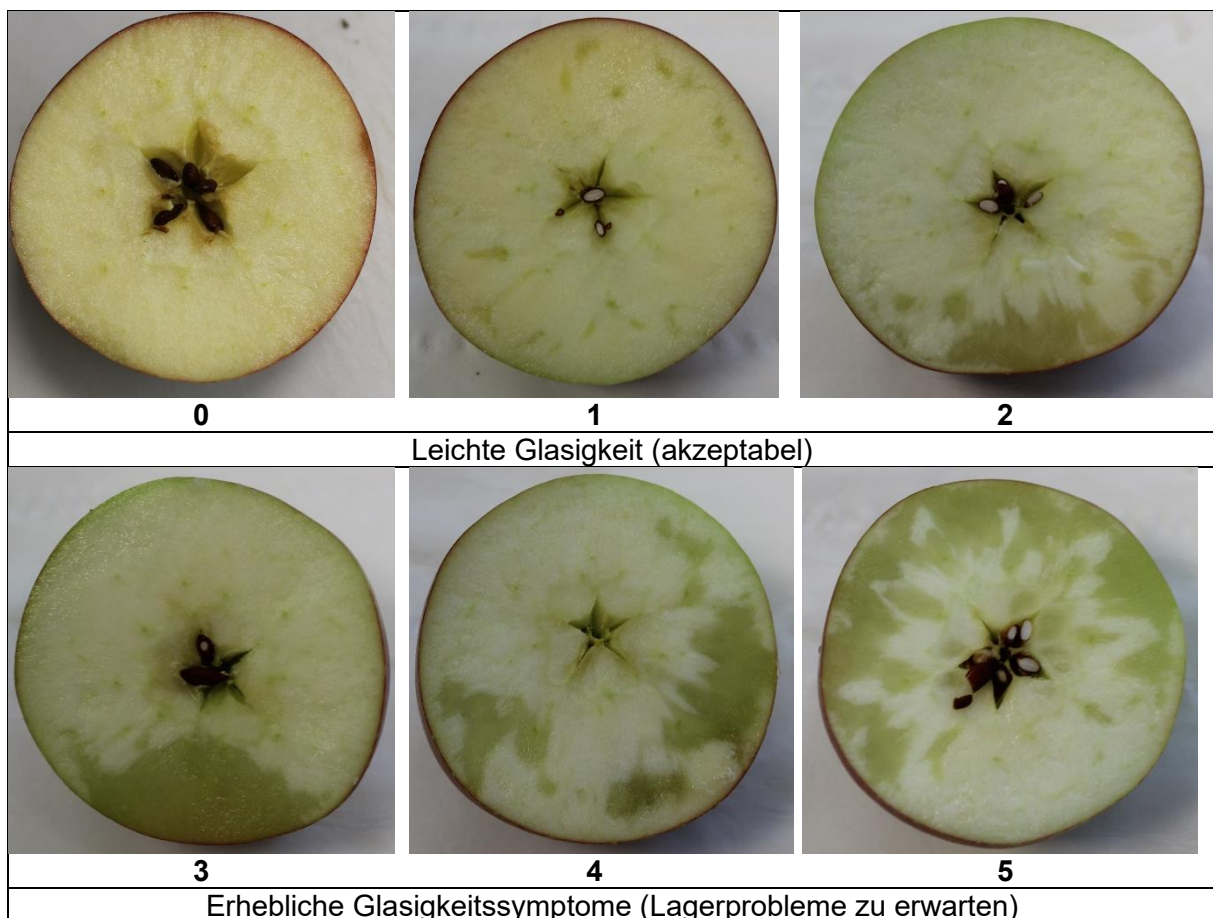 0 1 2
Leichte Glasigkeit (akzeptabel)
3 4 5
Erhebliche Glasigkeitssymptome (Lagerprobleme zu erwarten)